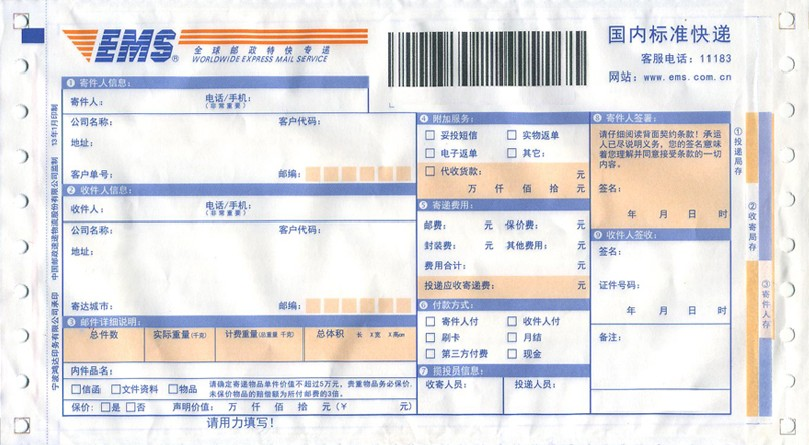 EMS®
全球邮政特快专递
WORLDWIDE EXPRESS MAIL SERVICE
国内标准快递
客服电话：11183
网站：www.ems.com.cn
① 寄件人信息：
寄件人： 电话/手机：
（非常重要）
公司名称： 客户代码：
地址：
客户单号： 邮编：
② 收件人信息：
收件人： 电话/手机：
（非常重要）
公司名称： 客户代码：
地址：
寄达城市： 邮编：
③ 邮件详细说明：
总件数 实际重量（千克） 计费重量（总重量 千克） 总体积 长 X宽 X高cm
内件品名：
信函 文件资料 物品
请确定寄递物品单件价值不超过5万元，贵重物品务必保价，
未保价物品的赔偿额为所付邮费的3倍。
保价： 是 否 声明价值： 万 仟 佰 拾 元（￥ 元）
请用力填写！
④ 附加服务：
妥投短信 实物返单
电子返单 其它：
代收货款： 元
万 仟 佰 拾 元
⑤ 寄递费用：
邮费： 元 保价费： 元
封装费： 元 其他费用： 元
费用合计： 元
投递应收寄递费： 元
⑥ 付款方式：
寄件人付 收件人付
刷卡 月结
第三方付费 现金
⑦ 揽投员信息：
收寄人员： 投递人员：
⑧ 寄件人签署：
请仔细阅读背面契约条款！承运
人已尽说明义务，您的签名意味
着您理解并同意接受条款的一切
内容。
签名：
年 月 日 时
⑨ 收件人签收：
签名：
证件号码：
年 月 日 时
备注：
①投递局存
②收寄局存
③寄件人存
宁波鸿达印务有限公司承印 中国邮政速递物流股份有限公司监制 13年1月印制